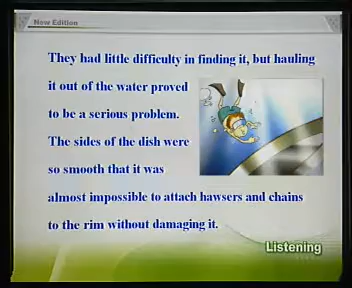 New Edition
They had little difficulty in finding it, but hauling
it out of the water proved
to be a serious problem.
The sides of the dish were
so smooth that it was
almost impossible to attach hawsers and chains
to the rim without damaging it.
Listening